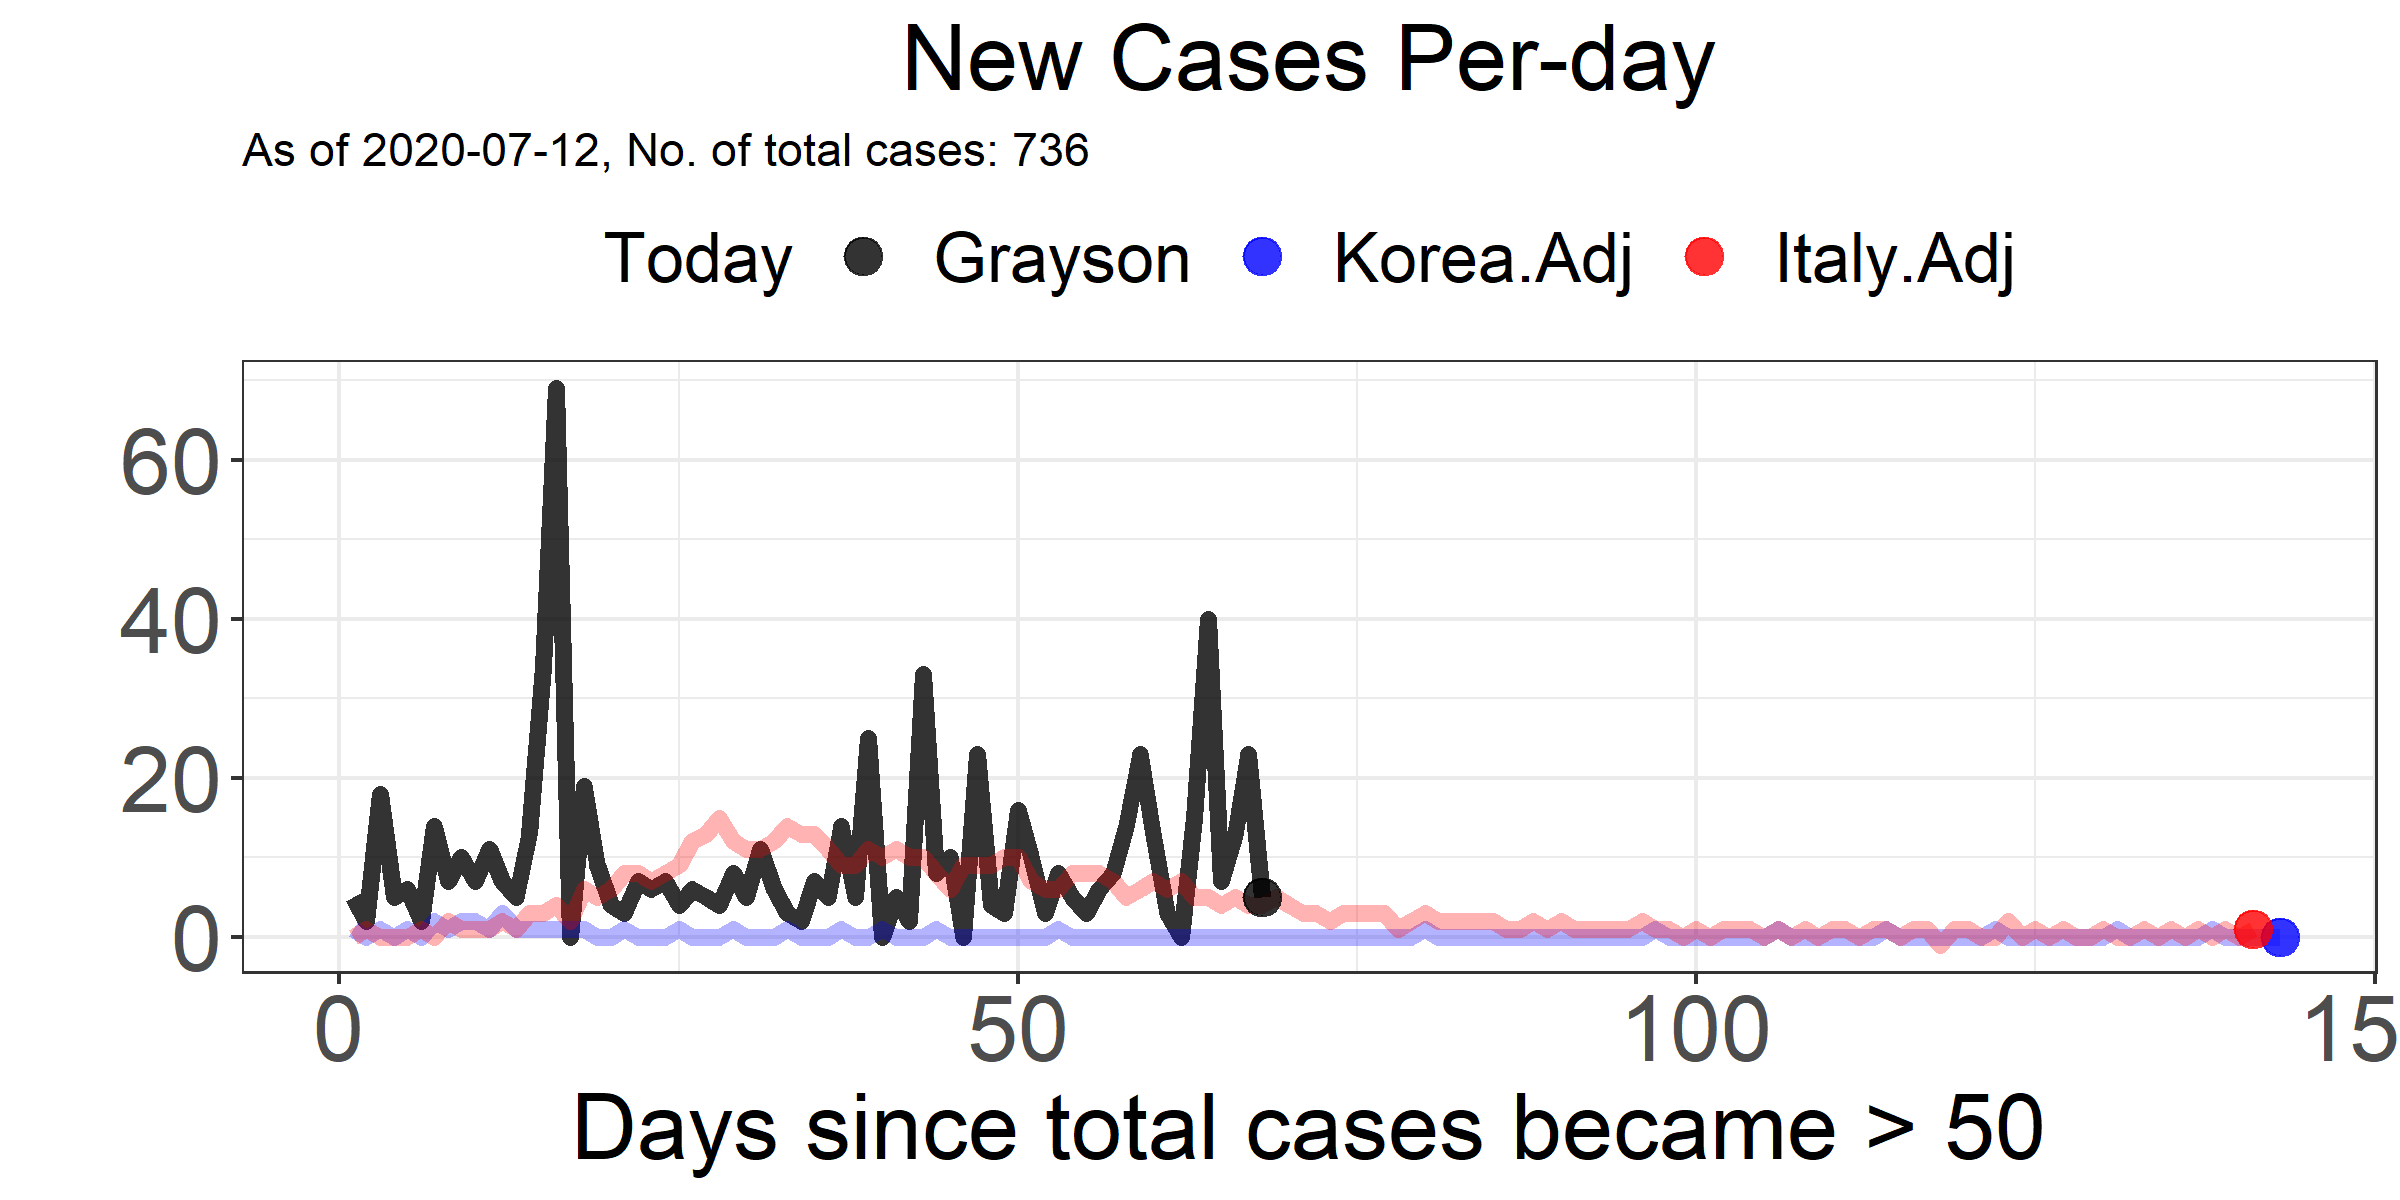 New Cases Per-day
As of 2020-07-12, No. of total cases: 736
Today Grayson Korea.Adj Italy.Adj
60
40
20
0
0 50 100 15
Days since total cases became > 50